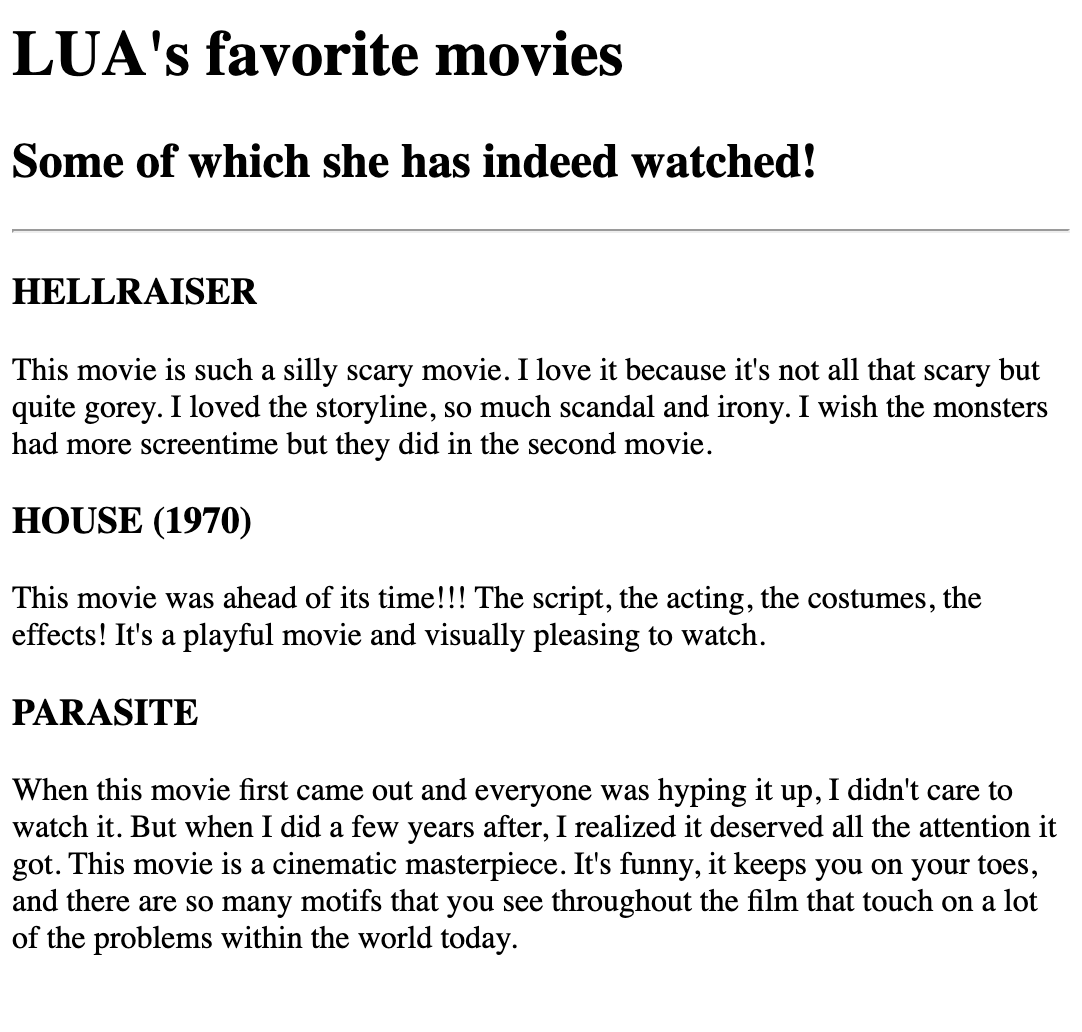 LUA's favorite movies
Some of which she has indeed watched!
HELLRAISER
This movie is such a silly scary movie. I love it because it's not all that scary but
quite gorey. I loved the storyline, so much scandal and irony. I wish the monsters
had more screentime but they did in the second movie.
HOUSE (1970)
This movie was ahead of its time!!! The script, the acting, the costumes, the
effects! It's a playful movie and visually pleasing to watch.
PARASITE
When this movie first came out and everyone was hyping it up, I didn't care to
watch it. But when I did a few years after, I realized it deserved all the attention it
got. This movie is a cinematic masterpiece. It's funny, it keeps you on your toes,
and there are so many motifs that you see throughout the film that touch on a lot
of the problems within the world today.